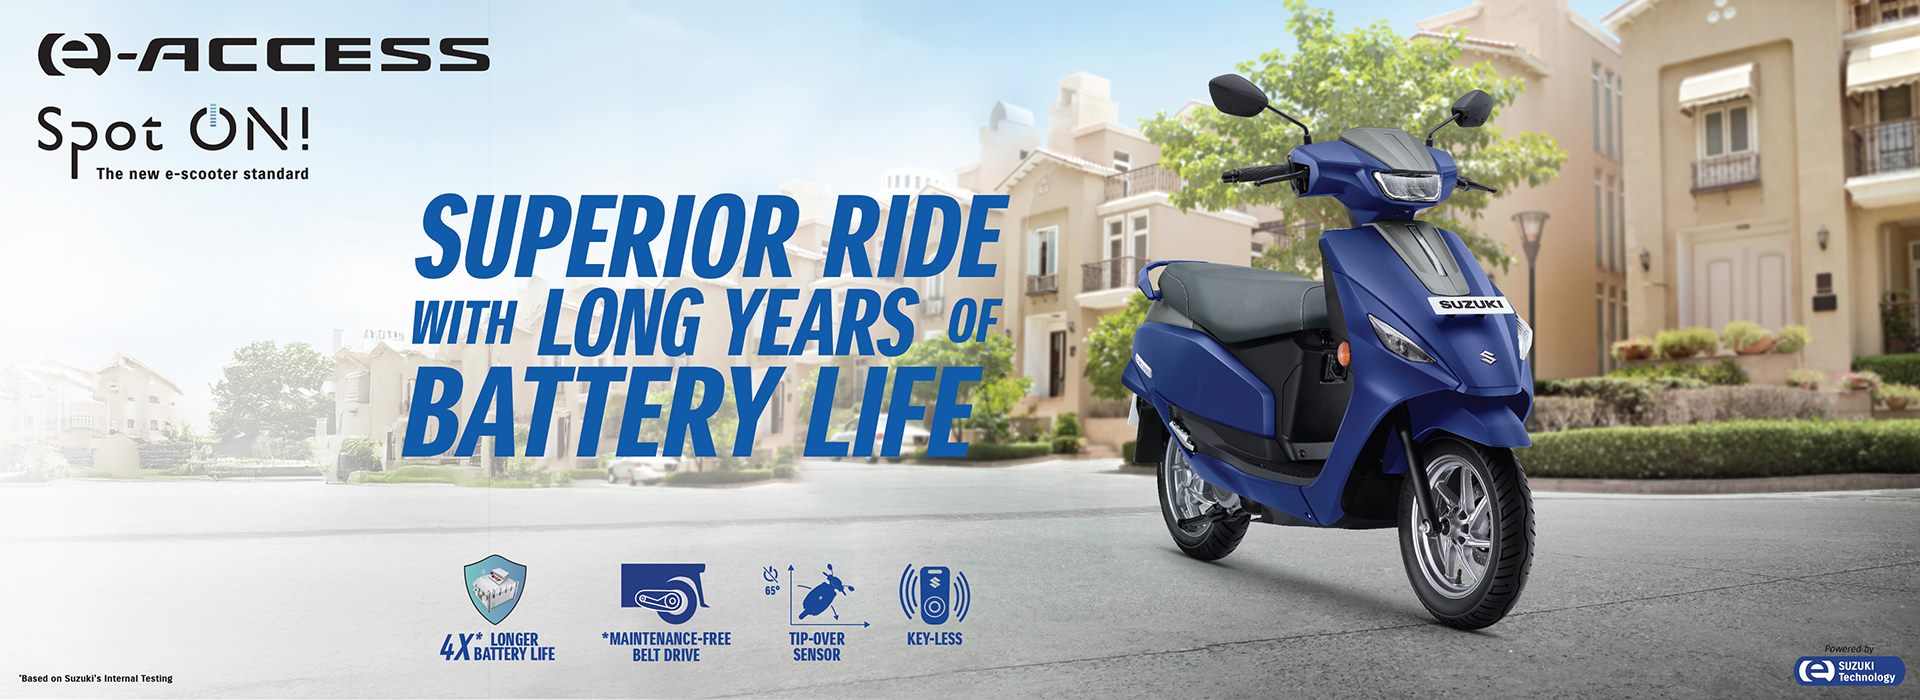 e-ACCESS
Spot ON!
The new e-scooter standard
SUPERIOR RIDE
WITH LONG YEARS OF
BATTERY LIFE
SUZUKI
65°
4X* LONGER
BATTERY LIFE
*MAINTENANCE-FREE
BELT DRIVE
TIP-OVER
SENSOR
KEY-LESS
*Based on Suzuki's Internal Testing
Powered by
e SUZUKI
Technology